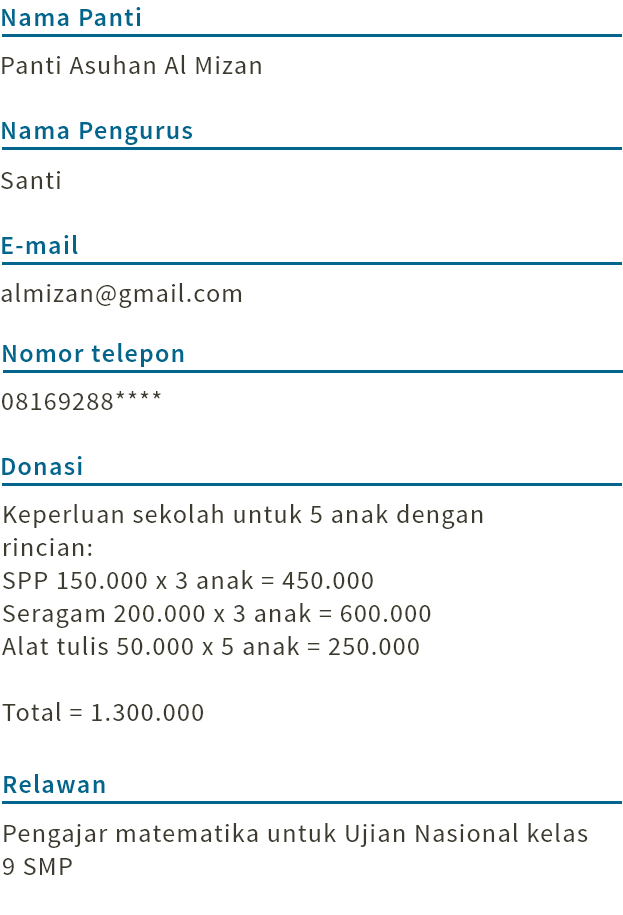 Nama Panti
Panti Asuhan Al Mizan
Nama Pengurus
Santi
E-mail
almizan@gmail.com
Nomor telepon
08169288****
Donasi
Keperluan sekolah untuk 5 anak dengan
rincian:
SPP 150.000 x 3 anak = 450.000
Seragam 200.000 x 3 anak = 600.000
Alat tulis 50.000 x 5 anak = 250.000
Total = 1.300.000
Relawan
Pengajar matematika untuk Ujian Nasional kelas
9 SMP